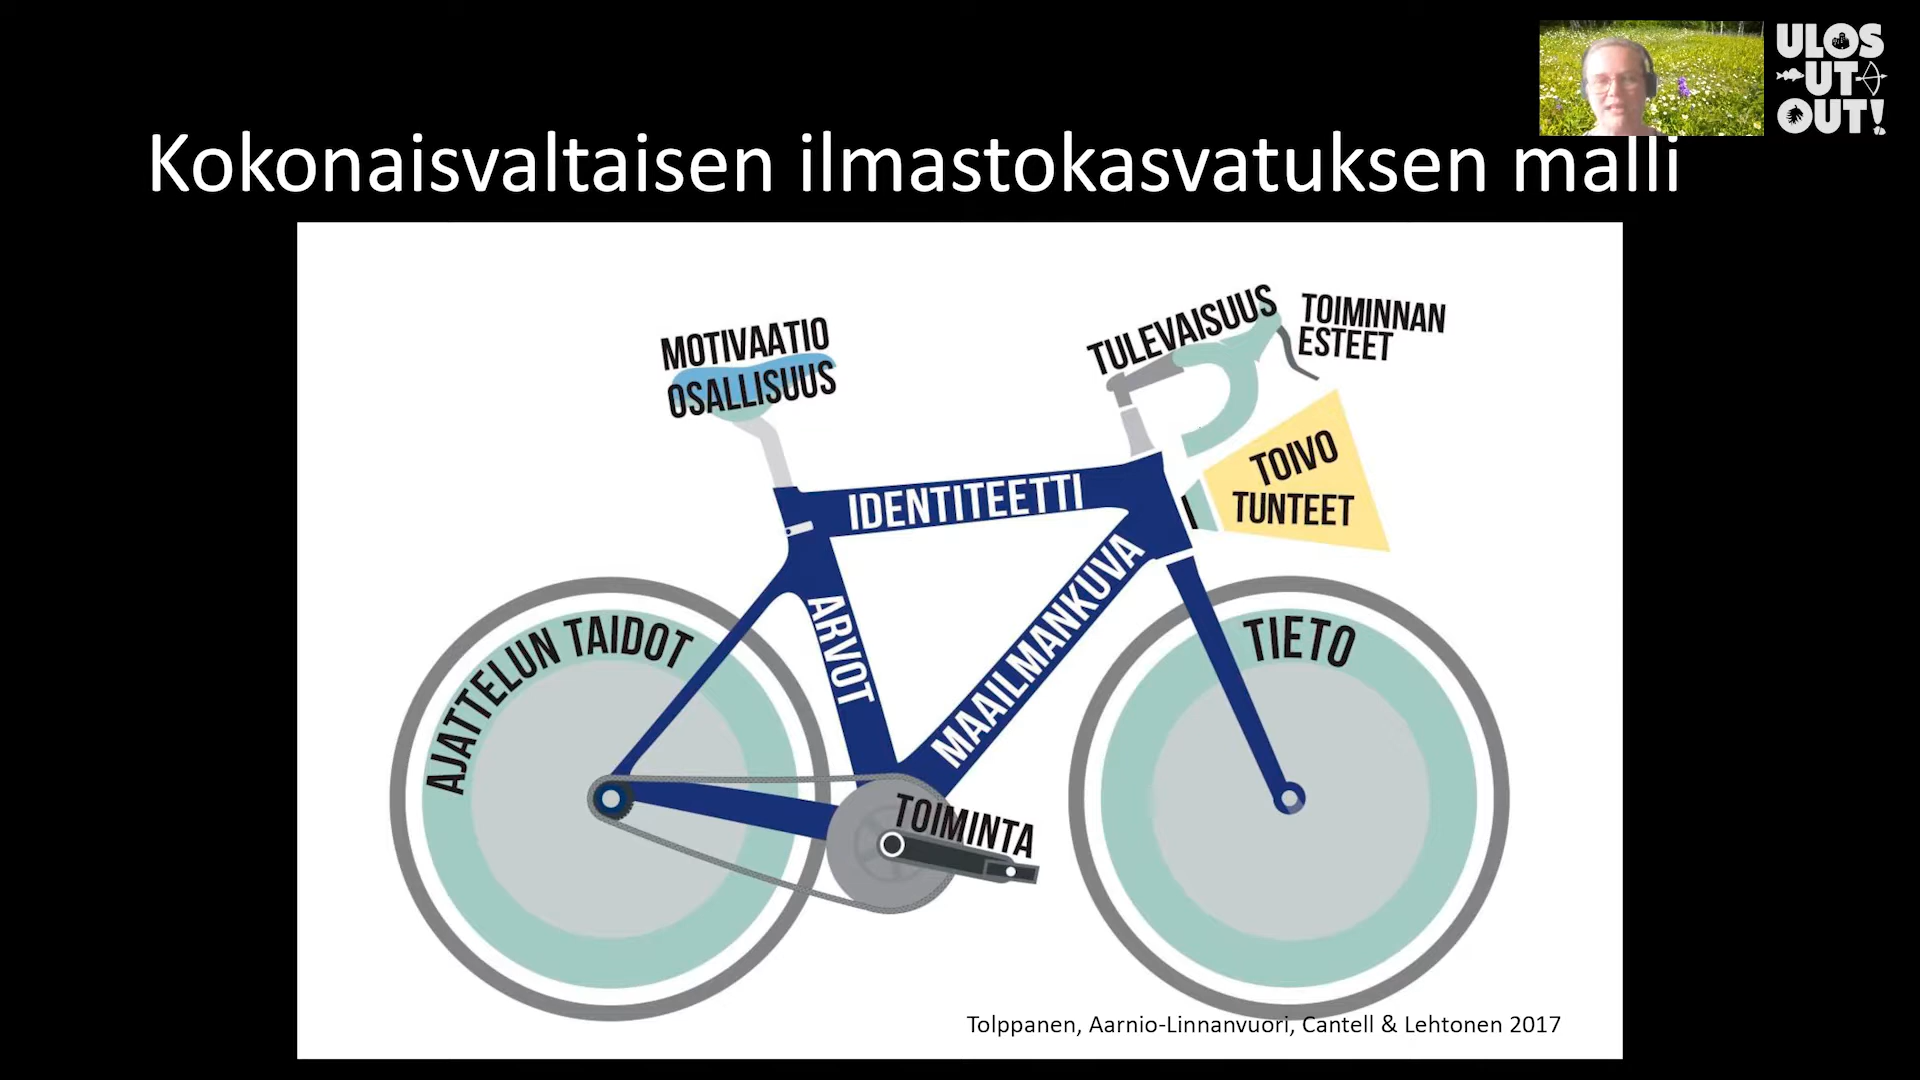 ULOS
UT
OUT!
Kokonaisvaltaisen ilmastokasvatuksen malli
MOTIVAATIO
OSALLISUUS
TULEVAISUUS
TOIMINNAN
ESTEET
TOIVO
TUNTEET
IDENTITEETTI
ARVOT
MAAILMANKUVA
AJATTELUN TAIDOT
TIETO
TOIMINTA
Tolppanen, Aarnio-Linnanvuori, Cantell & Lehtonen 2017